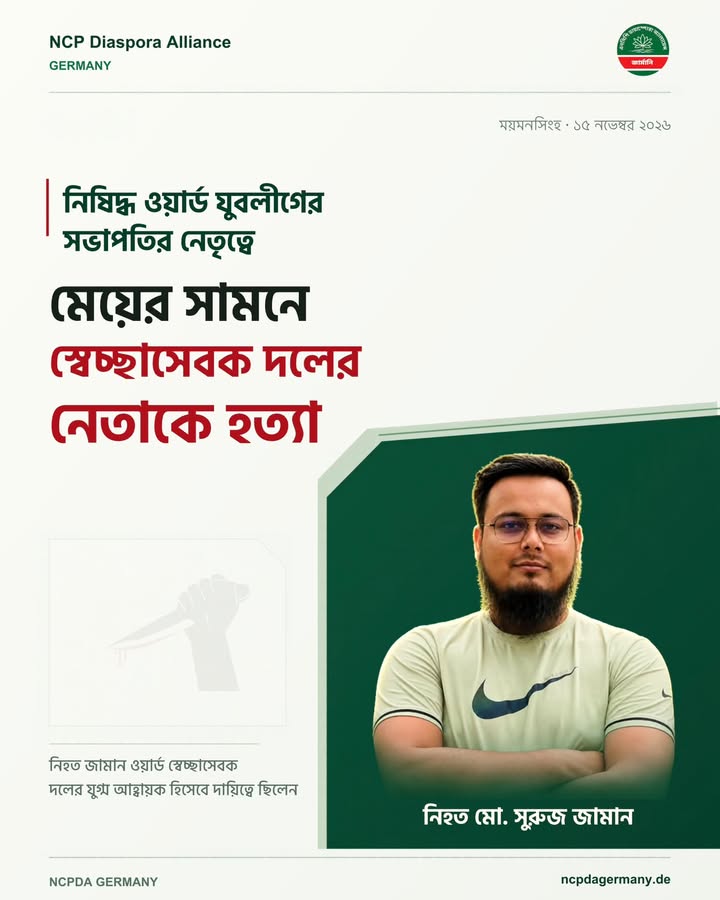 NCP Diaspora Alliance
GERMANY
জার্মানি
ময়মনসিংহ · ১৫ নভেম্বর ২০২৬
নিষিদ্ধ ওয়ার্ড যুবলীগের
সভাপতির নেতৃত্বে
মেয়ের সামনে
স্বেচ্ছাসেবক দলের
নেতাকে হত্যা
নিহত জামান ওয়ার্ড স্বেচ্ছাসেবক
দলের যুগ্ম আহ্বায়ক হিসেবে দায়িত্বে ছিলেন
নিহত মো. সুরুজ জামান
NCPDA GERMANY
ncpdagermany.de